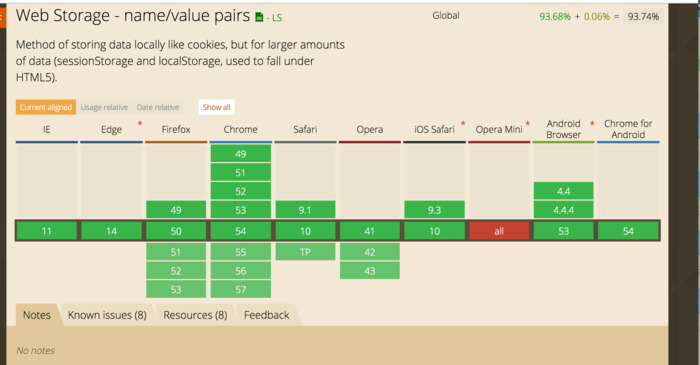 Web Storage - name/value pairs - LS
Global
93.68% + 0.06% = 93.74%
Method of storing data locally like cookies, but for larger amounts
of data (sessionStorage and localStorage, used to fall under
HTML5).
Current aligned Usage relative Date relative Show all
IE Edge * Firefox Chrome Safari Opera iOS Safari * Opera Mini * Android Browser * Chrome for Android
49
51
52 4.4
49 53 9.1 9.3 4.4.4
11 14 50 54 10 41 10 all 53 54
51 55 TP 42
52 56 43
53 57
Notes Known issues (8) Resources (8) Feedback
No notes